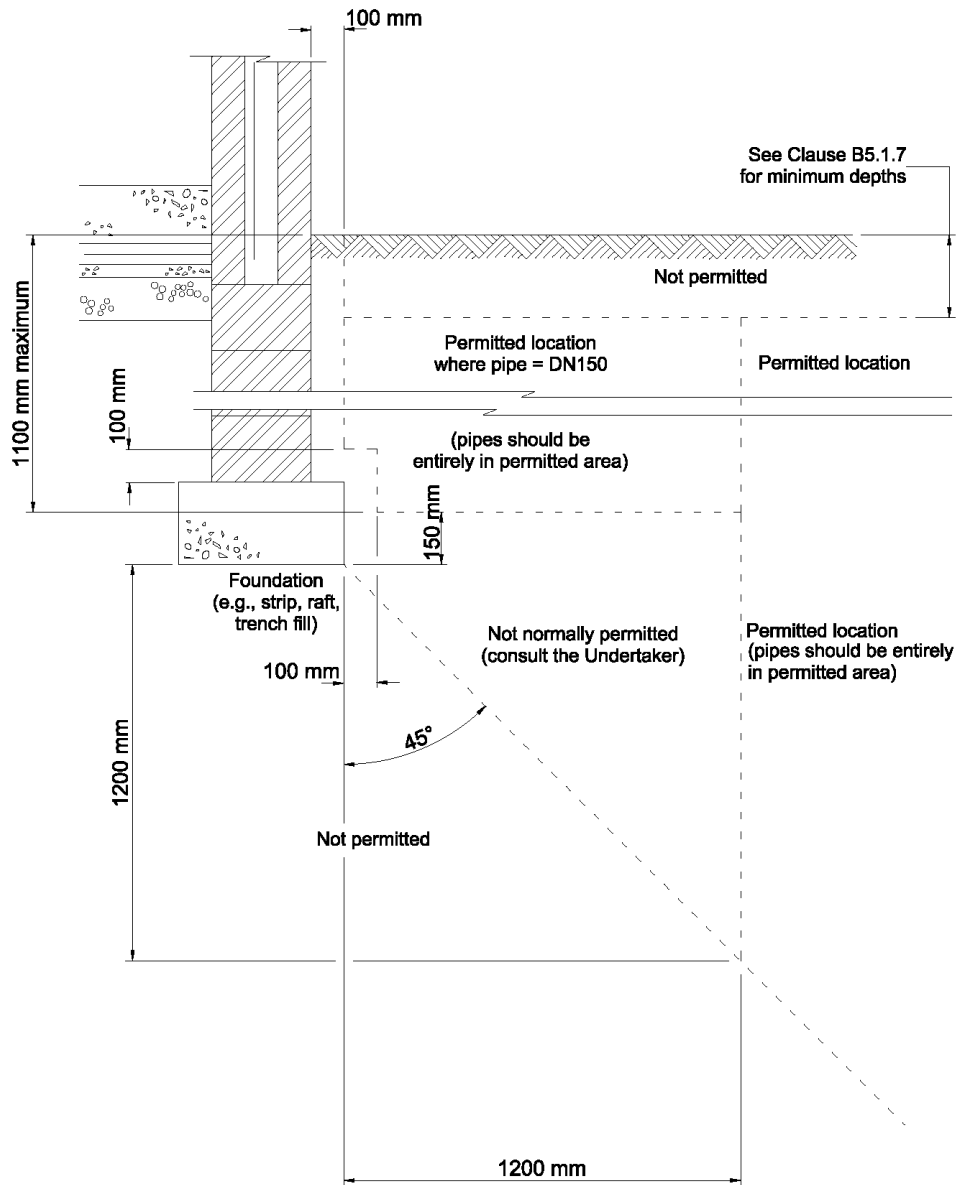 100 mm
See Clause B5.1.7
for minimum depths
Not permitted
Permitted location
where pipe = DN150
Permitted location
1100 mm maximum
100 mm
(pipes should be
entirely in permitted area)
150 mm
Foundation
(e.g., strip, raft,
trench fill)
Not normally permitted
(consult the Undertaker)
Permitted location
(pipes should be entirely
in permitted area)
100 mm
45°
1200 mm
Not permitted
1200 mm